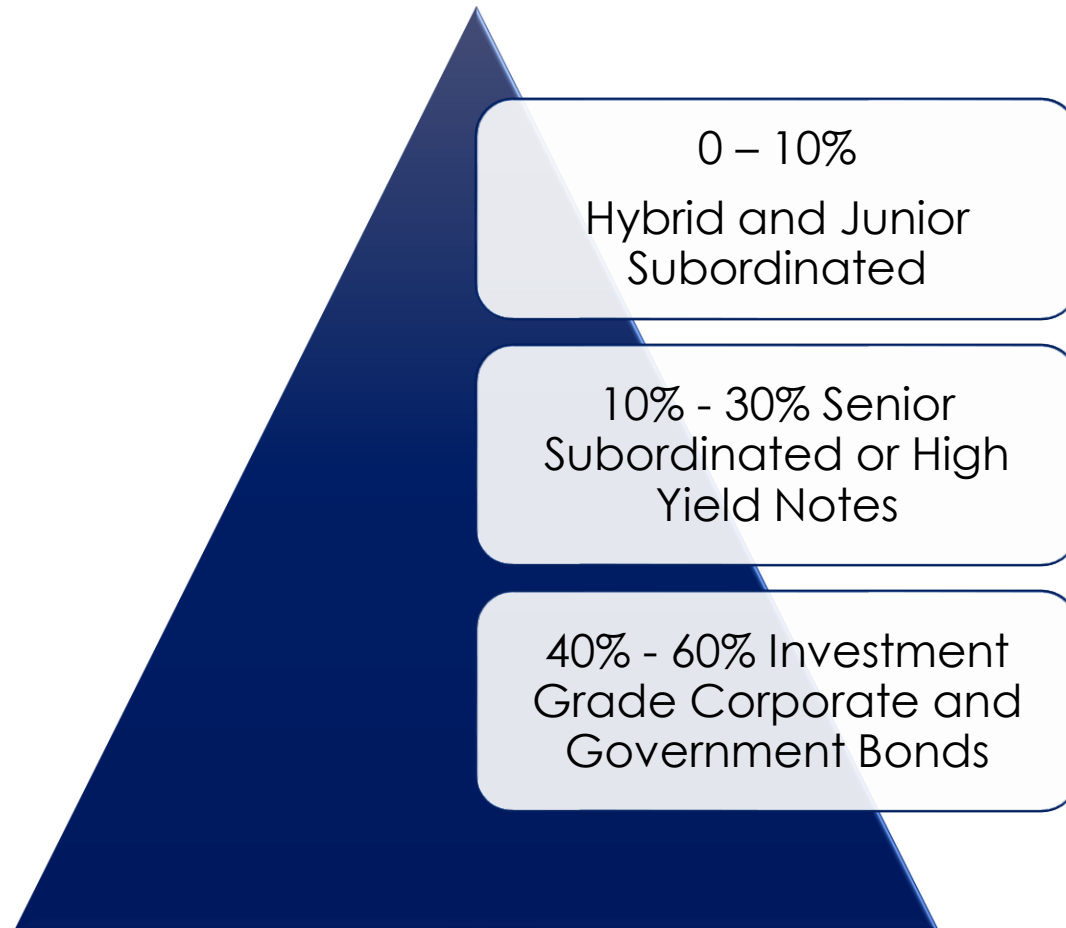 0 – 10%
Hybrid and Junior
Subordinated
10% - 30% Senior
Subordinated or High
Yield Notes
40% - 60% Investment
Grade Corporate and
Government Bonds